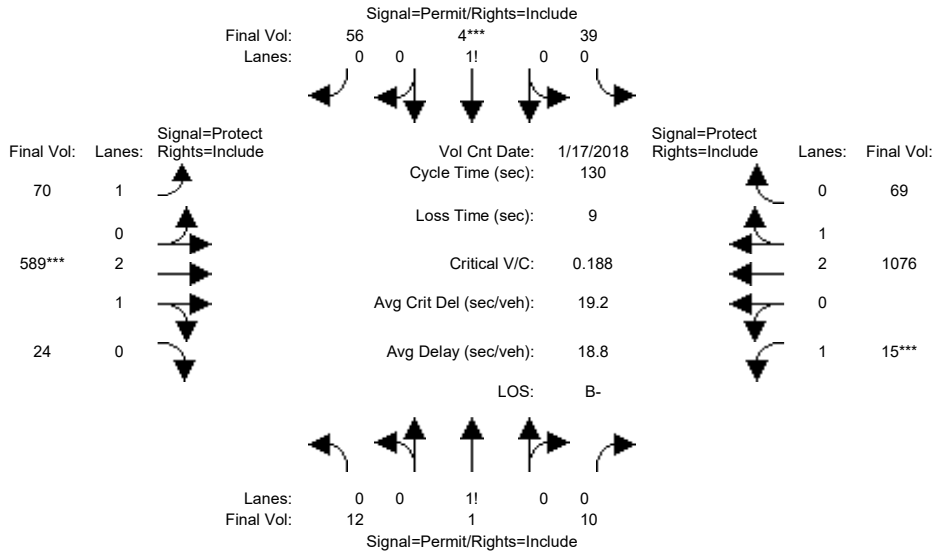 Signal=Permit/Rights=Include
Final Vol: 56 4*** 39
Lanes: 0 0 1! 0 0
Signal=Protect Signal=Protect
Final Vol: Lanes: Rights=Include Vol Cnt Date: 1/17/2018 Rights=Include Lanes: Final Vol:
Cycle Time (sec): 130
70 1 0 69
Loss Time (sec): 9
0 1
589*** 2 Critical V/C: 0.188 2 1076
1 Avg Crit Del (sec/veh): 19.2 0
24 0 Avg Delay (sec/veh): 18.8 1 15***
LOS: B-
Lanes: 0 0 1! 0 0
Final Vol: 12 1 10
Signal=Permit/Rights=Include